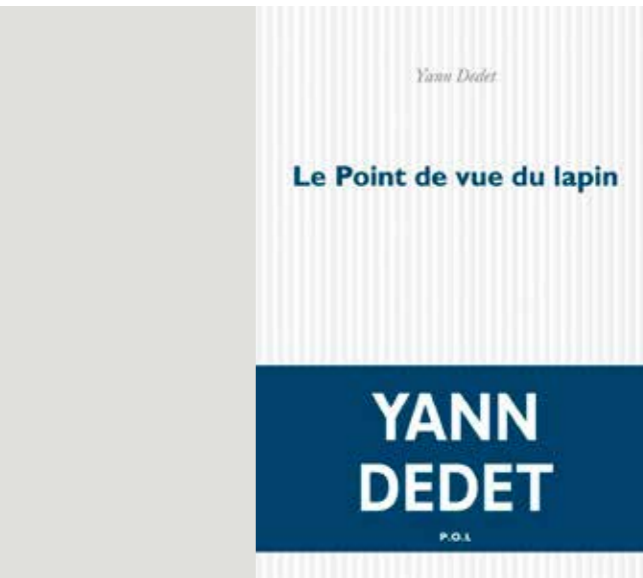 Yann Dedet
Le Point de vue du lapin
YANN
DEDET
P.O.L